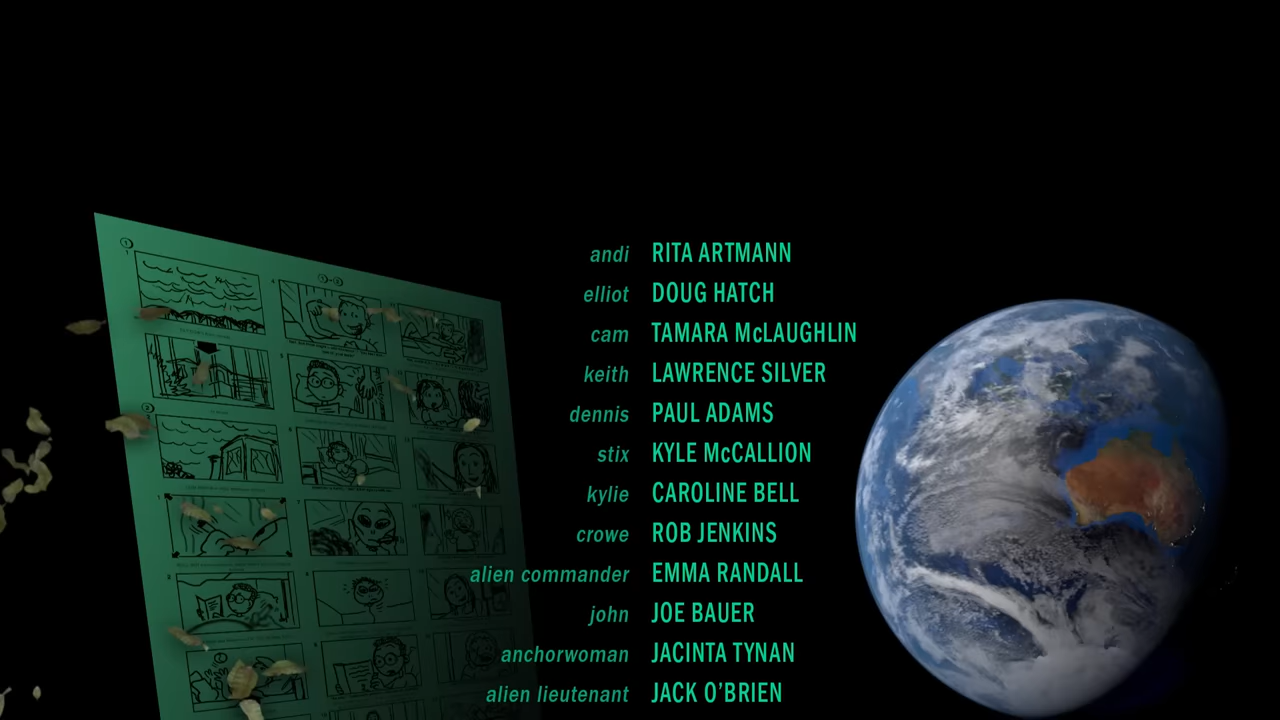 andi RITA ARTMANN
elliot DOUG HATCH
cam TAMARA McLAUGHLIN
keith LAWRENCE SILVER
dennis PAUL ADAMS
stix KYLE McCALLION
kylie CAROLINE BELL
crowe ROB JENKINS
alien commander EMMA RANDALL
john JOE BAUER
anchorwoman JACINTA TYNAN
alien lieutenant JACK O'BRIEN